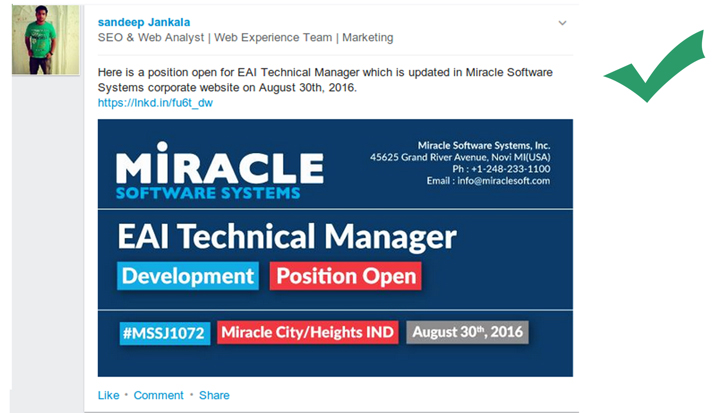 sandeep Jankala
SEO & Web Analyst | Web Experience Team | Marketing
Here is a position open for EAI Technical Manager which is updated in Miracle Software
Systems corporate website on August 30th, 2016.
https://lnkd.in/fu6t_dw
MiRACLE
SOFTWARE SYSTEMS
Miracle Software Systems, Inc.
45625 Grand River Avenue, Novi MI(USA)
Ph : +1-248-233-1100
Email : info@miraclesoft.com
EAI Technical Manager
Development Position Open
#MSSJ1072 Miracle City/Heights IND August 30th, 2016
Like • Comment • Share